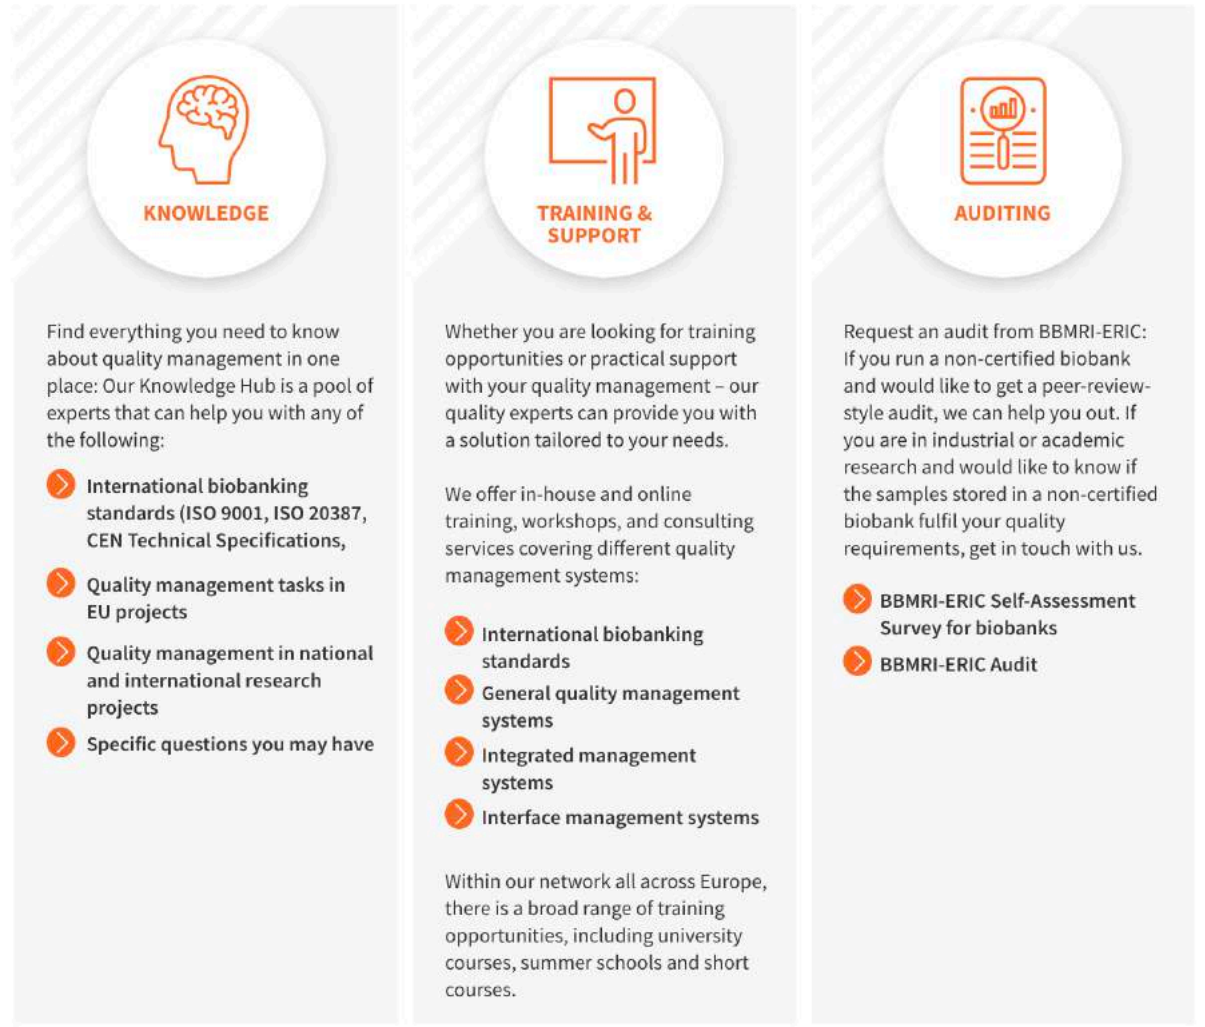 KNOWLEDGE
Find everything you need to know
about quality management in one
place: Our Knowledge Hub is a pool of
experts that can help you with any of
the following:
International biobanking
standards (ISO 9001, ISO 20387,
CEN Technical Specifications,
Quality management tasks in
EU projects
Quality management in national
and international research
projects
Specific questions you may have
TRAINING &
SUPPORT
Whether you are looking for training
opportunities or practical support
with your quality management – our
quality experts can provide you with
a solution tailored to your needs.
We offer in-house and online
training, workshops, and consulting
services covering different quality
management systems:
International biobanking
standards
General quality management
systems
Integrated management
systems
Interface management systems
Within our network all across Europe,
there is a broad range of training
opportunities, including university
courses, summer schools and short
courses.
AUDITING
Request an audit from BBMRI-ERIC:
If you run a non-certified biobank
and would like to get a peer-review-
style audit, we can help you out. If
you are in industrial or academic
research and would like to know if
the samples stored in a non-certified
biobank fulfil your quality
requirements, get in touch with us.
BBMRI-ERIC Self-Assessment
Survey for biobanks
BBMRI-ERIC Audit